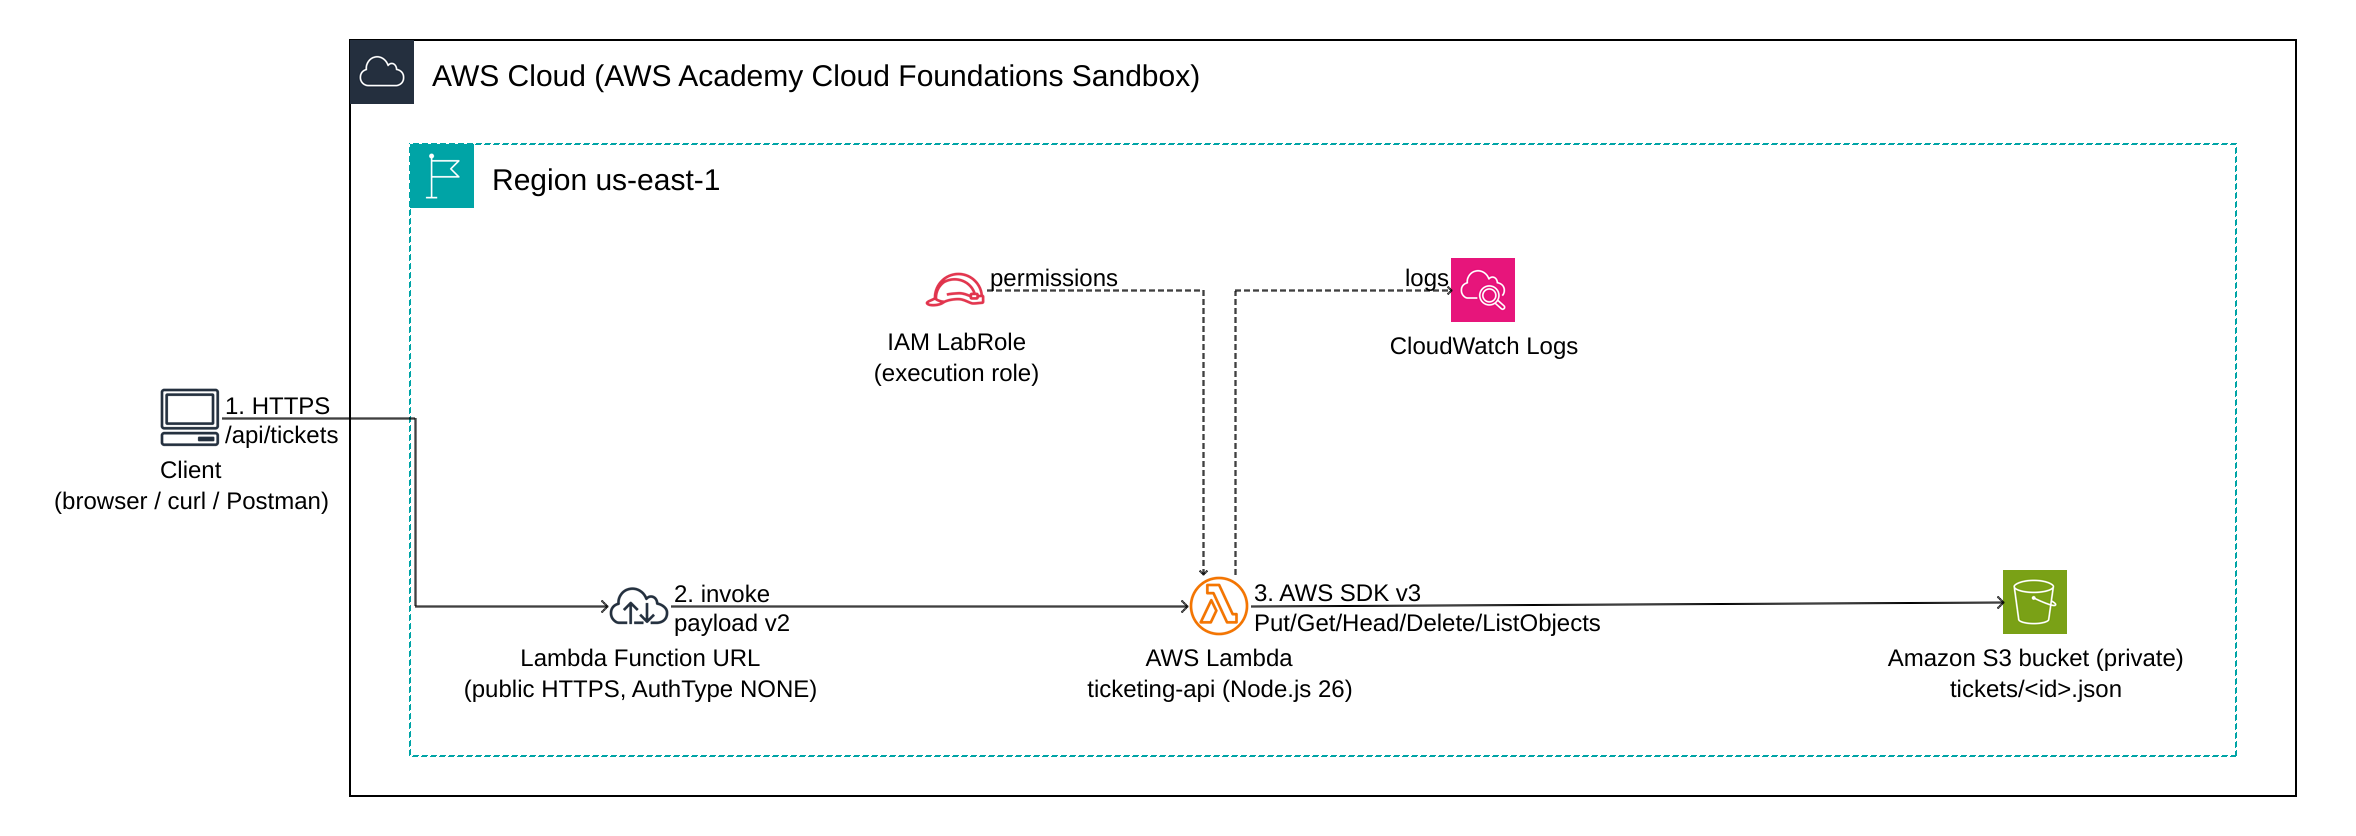 AWS Cloud (AWS Academy Cloud Foundations Sandbox)
Region us-east-1
permissions
logs
IAM LabRole
(execution role)
CloudWatch Logs
1. HTTPS
/api/tickets
Client
(browser / curl / Postman)
2. invoke
payload v2
3. AWS SDK v3
Put/Get/Head/Delete/ListObjects
Lambda Function URL
(public HTTPS, AuthType NONE)
AWS Lambda
ticketing-api (Node.js 26)
Amazon S3 bucket (private)
tickets/<id>.json